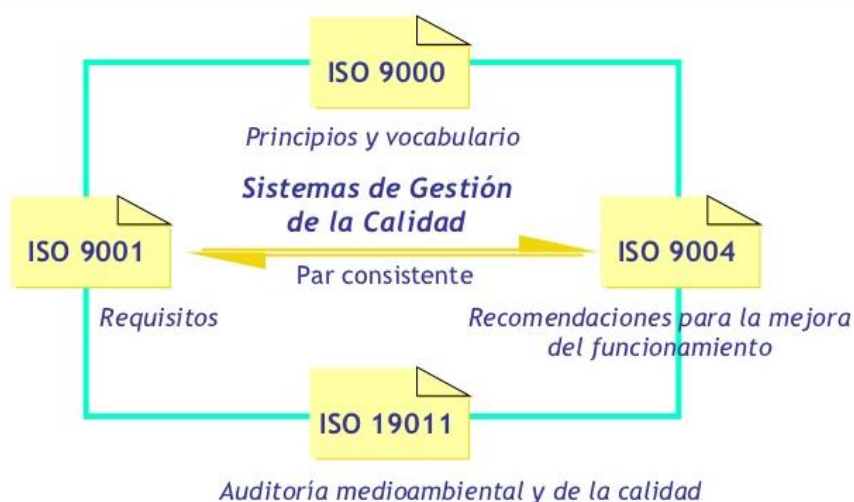 ISO 9000
Principios y vocabulario
Sistemas de Gestión
de la Calidad
ISO 9001
ISO 9004
Par consistente
Requisitos
Recomendaciones para la mejora
del funcionamiento
ISO 19011
Auditoría medioambiental y de la calidad